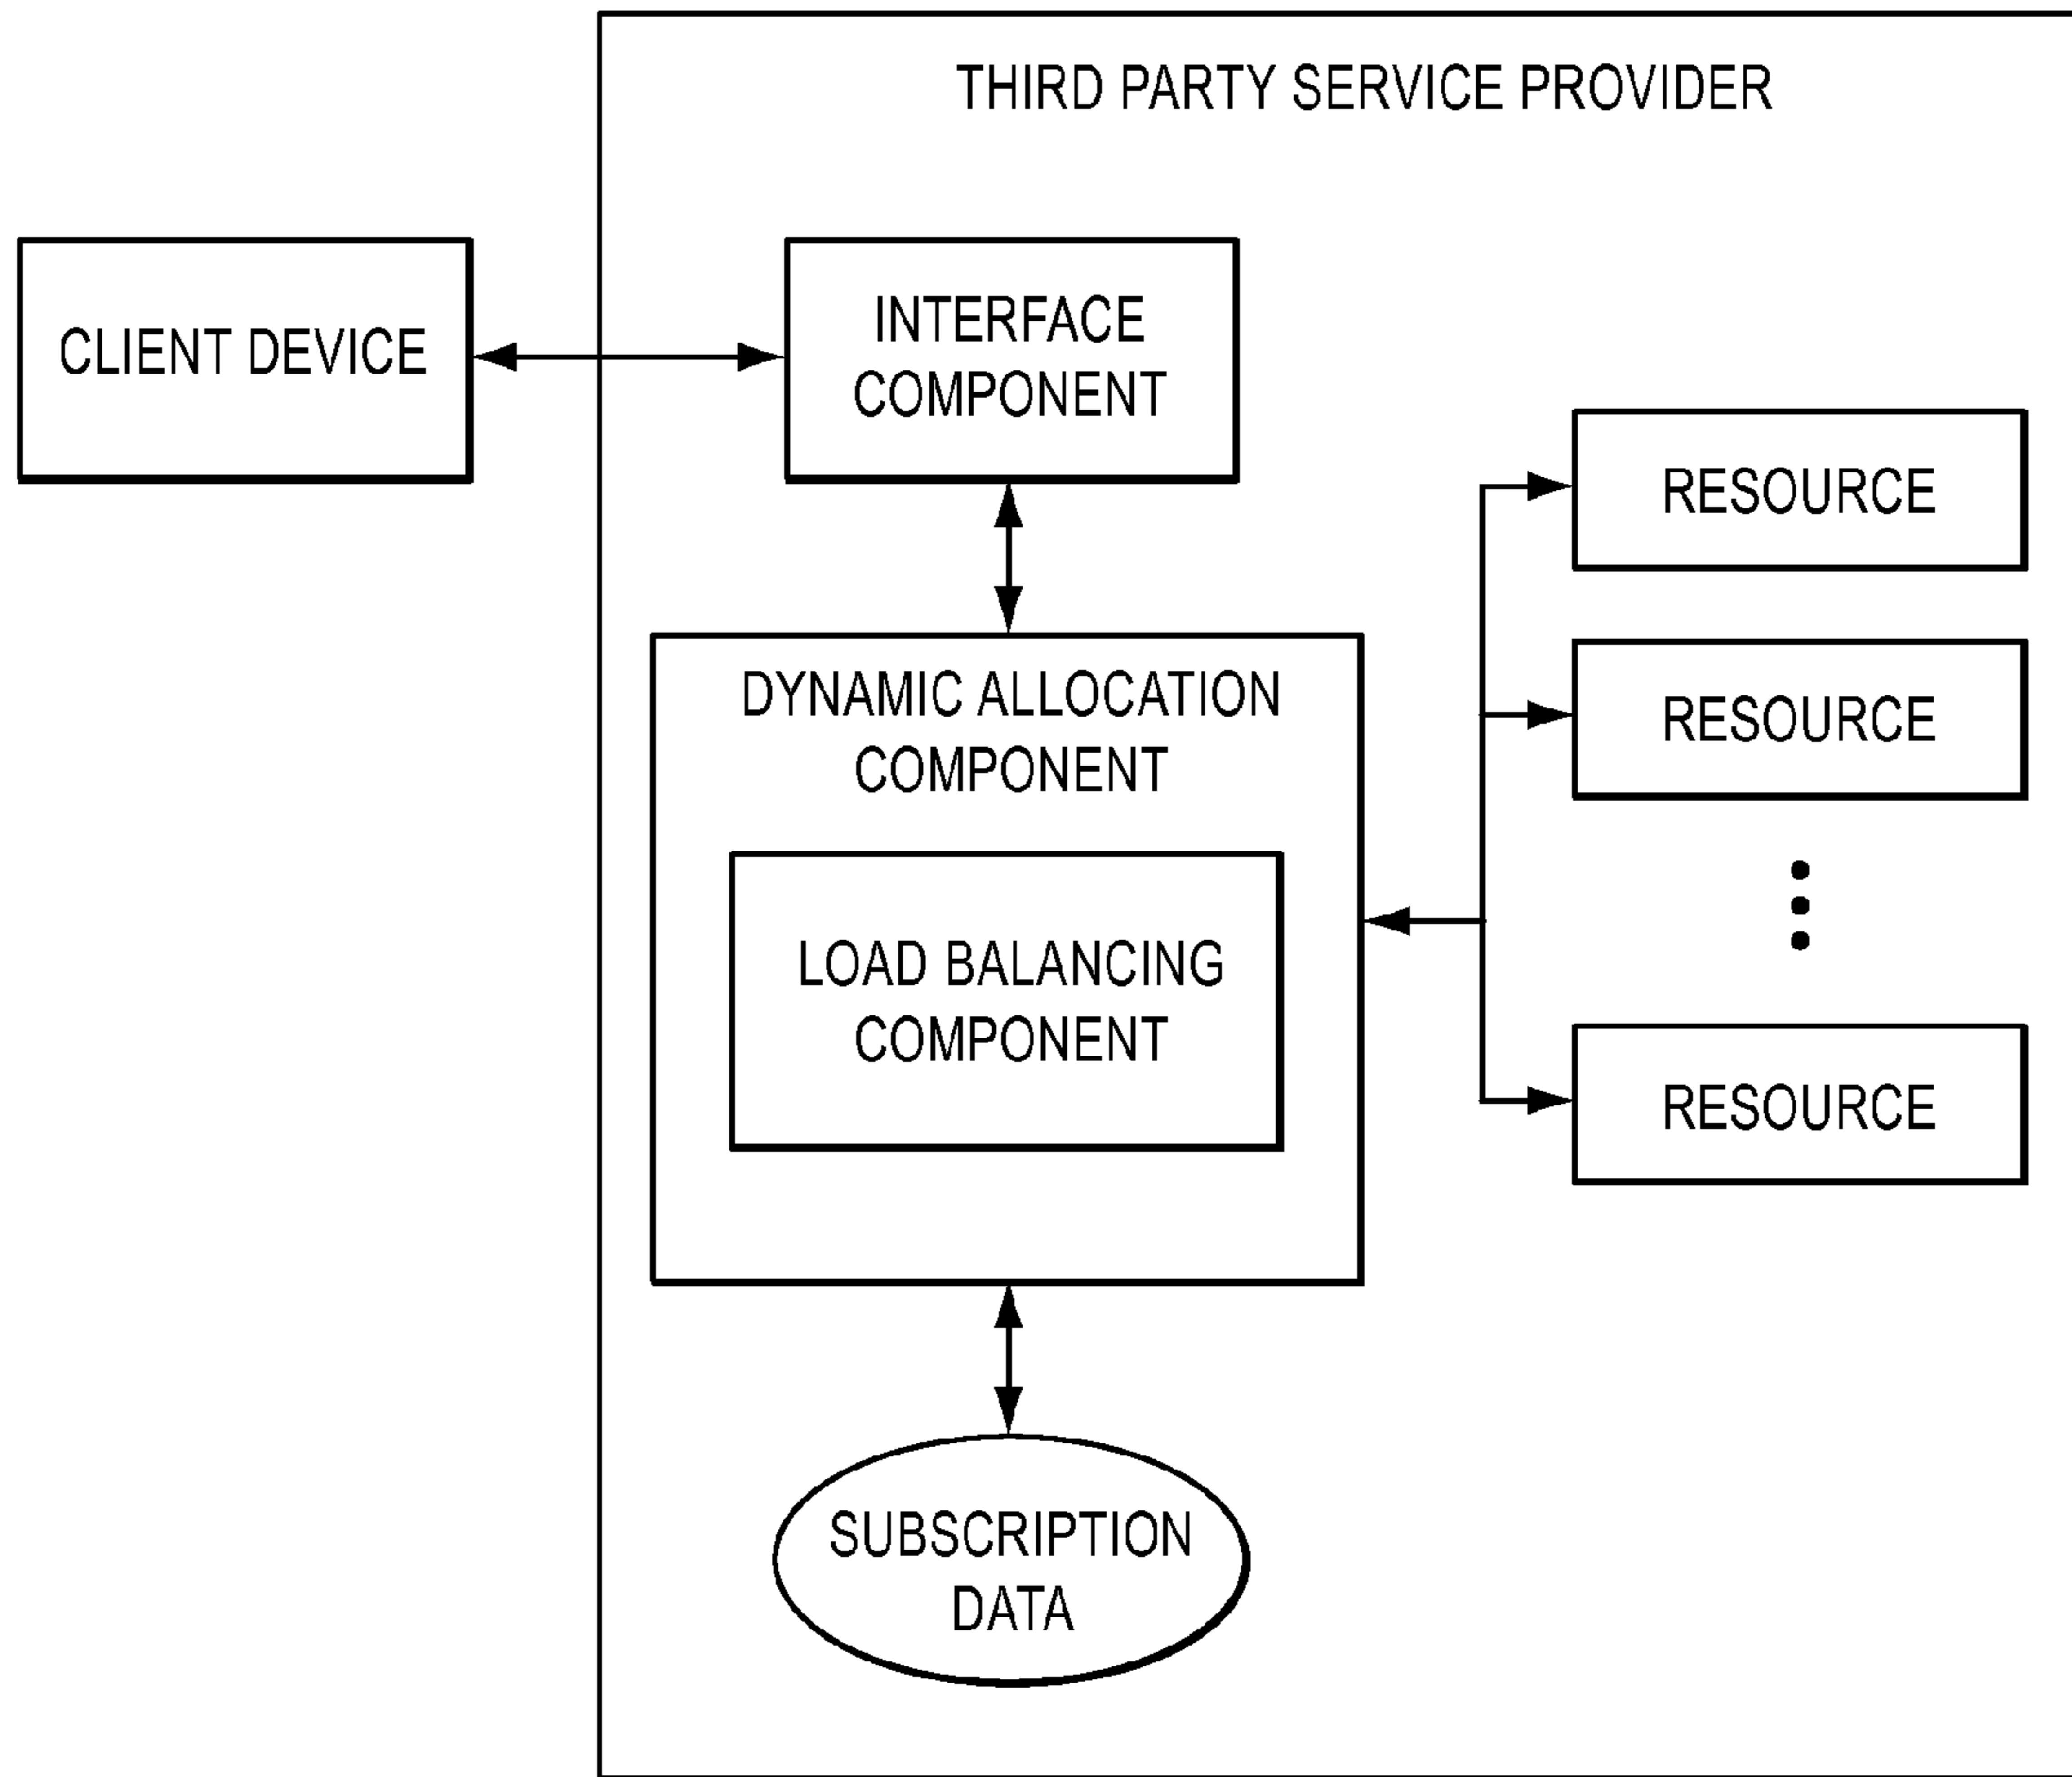 THIRD PARTY SERVICE PROVIDER
CLIENT DEVICE
INTERFACE
COMPONENT
RESOURCE
DYNAMIC ALLOCATION
COMPONENT
RESOURCE
LOAD BALANCING
COMPONENT
RESOURCE
SUBSCRIPTION
DATA